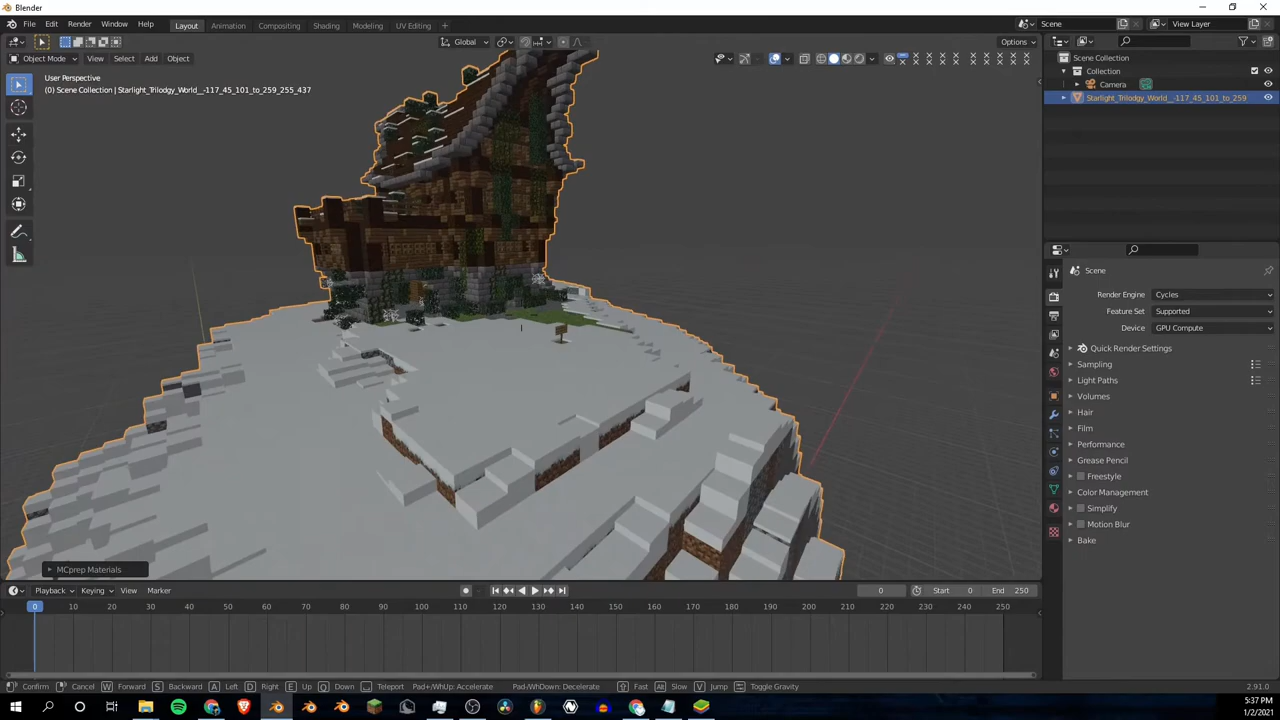 Blender
File Edit Render Window Help Layout Animation Compositing Shading Modeling UV Editing + Scene View Layer
Global Options
Object Mode View Select Add Object
User Perspective
(0) Scene Collection | Starlight_Trilodgy_World__-117_45_101_to_259_255_437
Scene Collection
Collection
Camera
Starlight_Trilodgy_World__-117_45_101_to_259
Scene
Render Engine Cycles
Feature Set Supported
Device GPU Compute
Quick Render Settings
Sampling
Light Paths
Volumes
Hair
Film
Performance
Grease Pencil
Freestyle
Color Management
Simplify
Motion Blur
Bake
MCprep Materials
Playback Keying View Marker 0 Start 0 End 250
0 10 20 30 40 50 60 70 80 90 100 110 120 130 140 150 160 170 180 190 200 210 220 230 240 250
Confirm Cancel W Forward S Backward A Left D Right E Up Q Down Teleport Pad+/WhUp: Accelerate Pad-/WhDown: Decelerate Fast Alt Slow V Jump Toggle Gravity 2.91.0
5:37 PM
1/2/2021